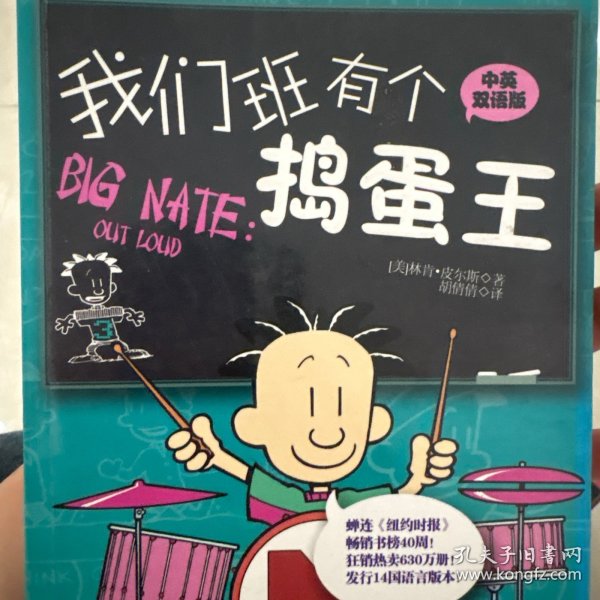 我们班有个
中英
双语版
捣蛋王
BIG NATE:
OUT LOUD
[美]林肯·皮尔斯◇著
胡倩倩◇译
3
蝉连《纽约时报》
畅销书榜40周!
狂销热卖630万册!
发行14国语言版本
孔夫子旧书网
www.kongfz.com